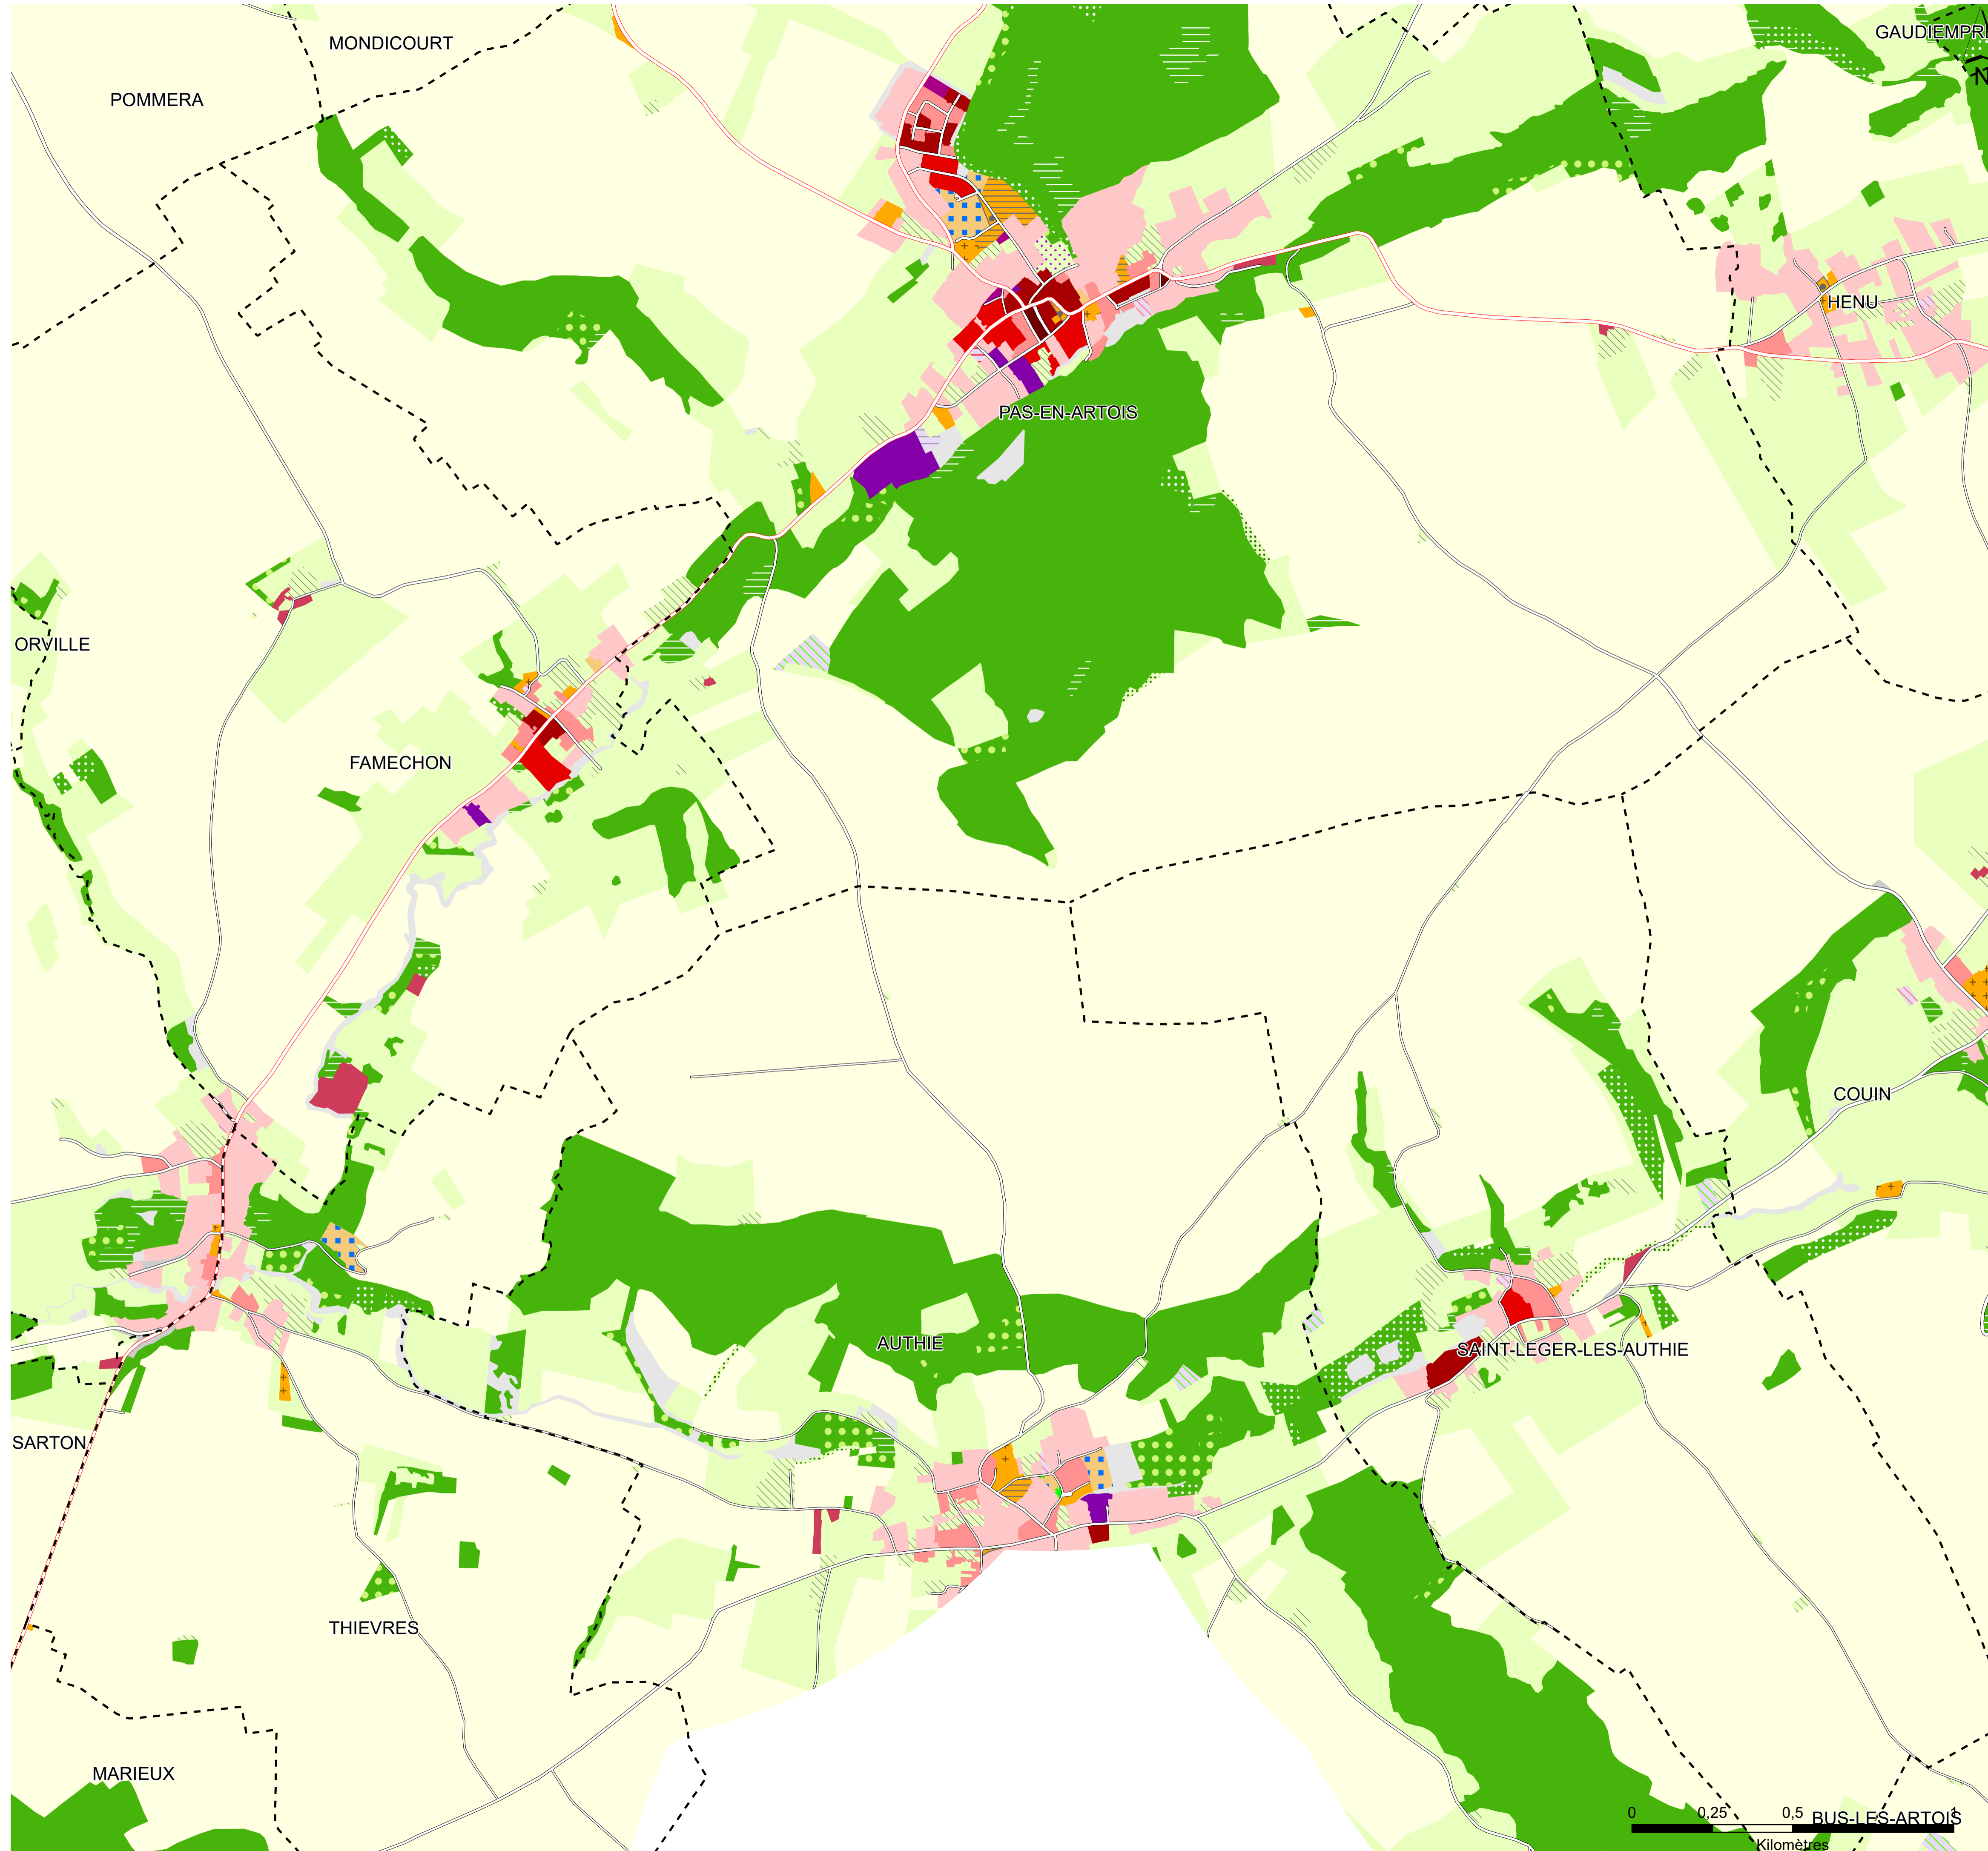 MONDICOURT
GAUDIEMPR
N
POMMERA
HENU
PAS-EN-ARTOIS
ORVILLE
FAMECHON
COUIN
AUTHIE
SAINT-LEGER-LES-AUTHIE
SARTON
THIEVRES
MARIEUX
0 0,25 0,5 1
BUS-LES-ARTOIS
Kilomètres